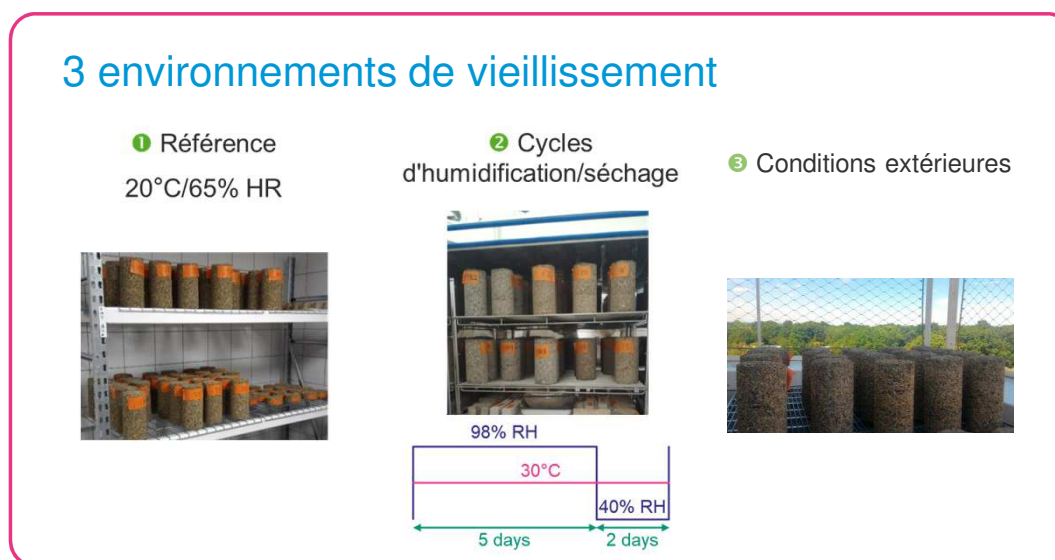 3 environnements de vieillissement
❶ Référence
20°C/65% HR
❷ Cycles
d'humidification/séchage
❸ Conditions extérieures
98% RH
30°C
40% RH
5 days
2 days